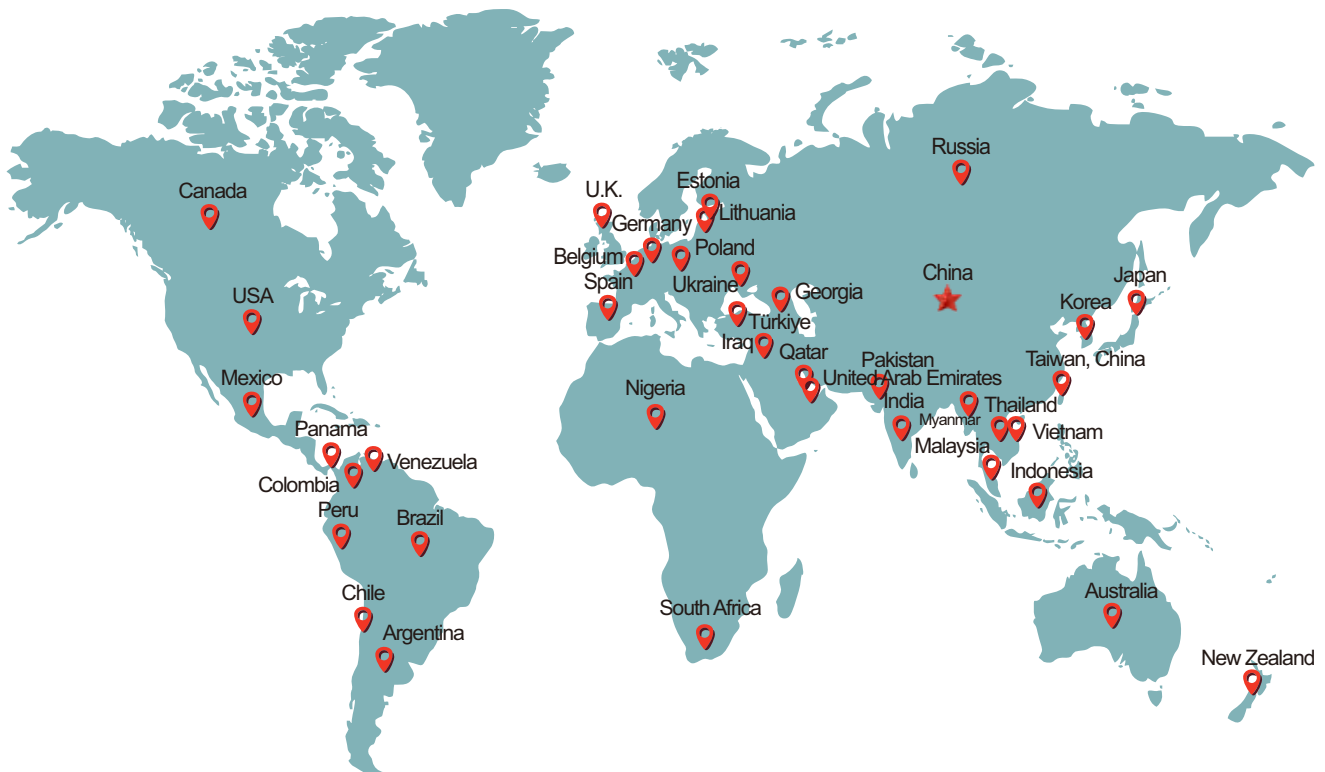 Russia
Canada
U.K.
Estonia
Lithuania
Germany
Belgium
Poland
Spain
Ukraine
China
Japan
USA
Georgia
Korea
Türkiye
Iraq
Qatar
Pakistan
Taiwan, China
Mexico
Nigeria
United Arab Emirates
India
Thailand
Myanmar
Panama
Vietnam
Malaysia
Venezuela
Colombia
Indonesia
Peru
Brazil
Chile
Australia
South Africa
Argentina
New Zealand